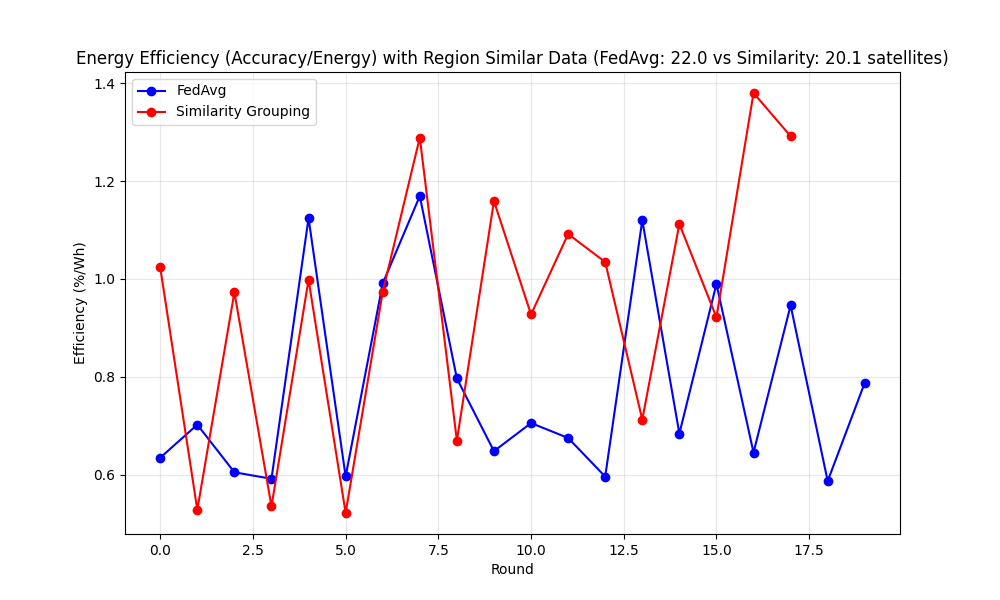 Energy Efficiency (Accuracy/Energy) with Region Similar Data (FedAvg: 22.0 vs Similarity: 20.1 satellites)
FedAvg
Similarity Grouping
Efficiency (%/Wh)
1.4
1.2
1.0
0.8
0.6
0.0 2.5 5.0 7.5 10.0 12.5 15.0 17.5
Round